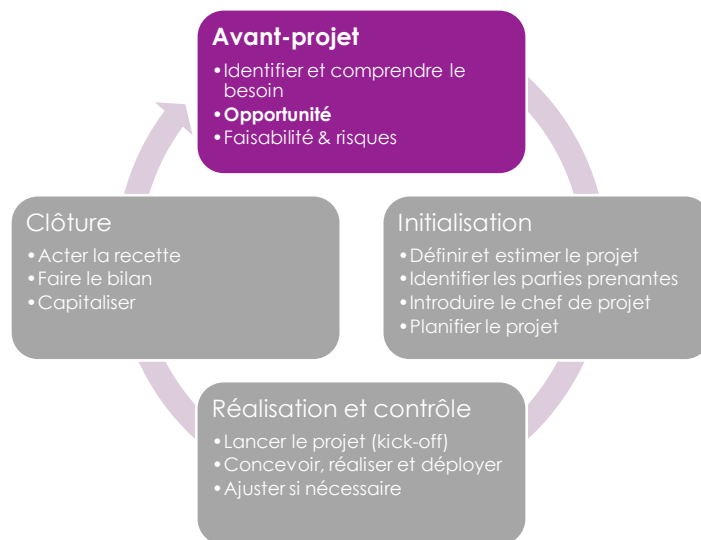 Avant-projet
•Identifier et comprendre le
besoin
•Opportunité
•Faisabilité & risques
Clôture
•Acter la recette
•Faire le bilan
•Capitaliser
Initialisation
•Définir et estimer le projet
•Identifier les parties prenantes
•Introduire le chef de projet
•Planifier le projet
Réalisation et contrôle
•Lancer le projet (kick-off)
•Concevoir, réaliser et déployer
•Ajuster si nécessaire